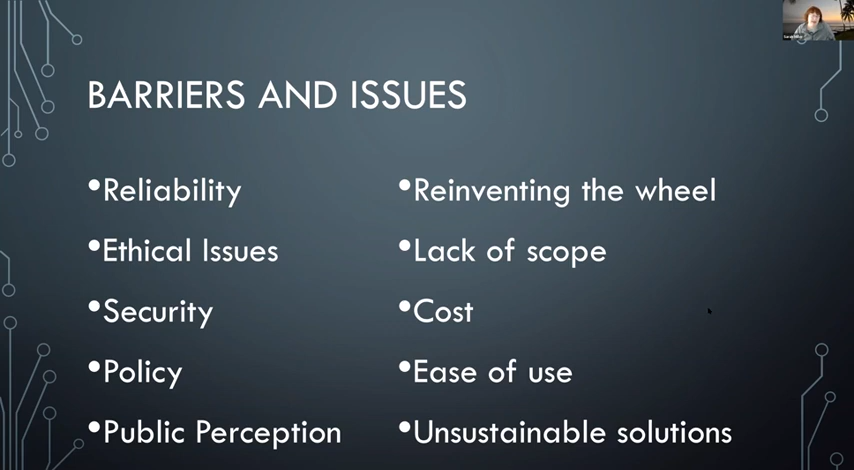 BARRIERS AND ISSUES
•Reliability
•Ethical Issues
•Security
•Policy
•Public Perception
•Reinventing the wheel
•Lack of scope
•Cost
•Ease of use
•Unsustainable solutions